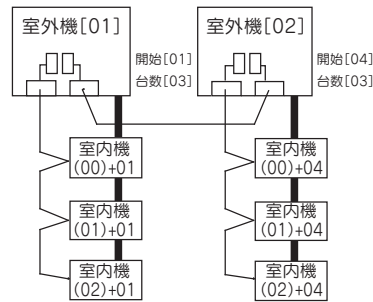 室外機[01]
開始[01]
台数[03]
室内機
(00)+01
室内機
(01)+01
室内機
(02)+01
室外機[02]
開始[04]
台数[03]
室内機
(00)+04
室内機
(01)+04
室内機
(02)+04